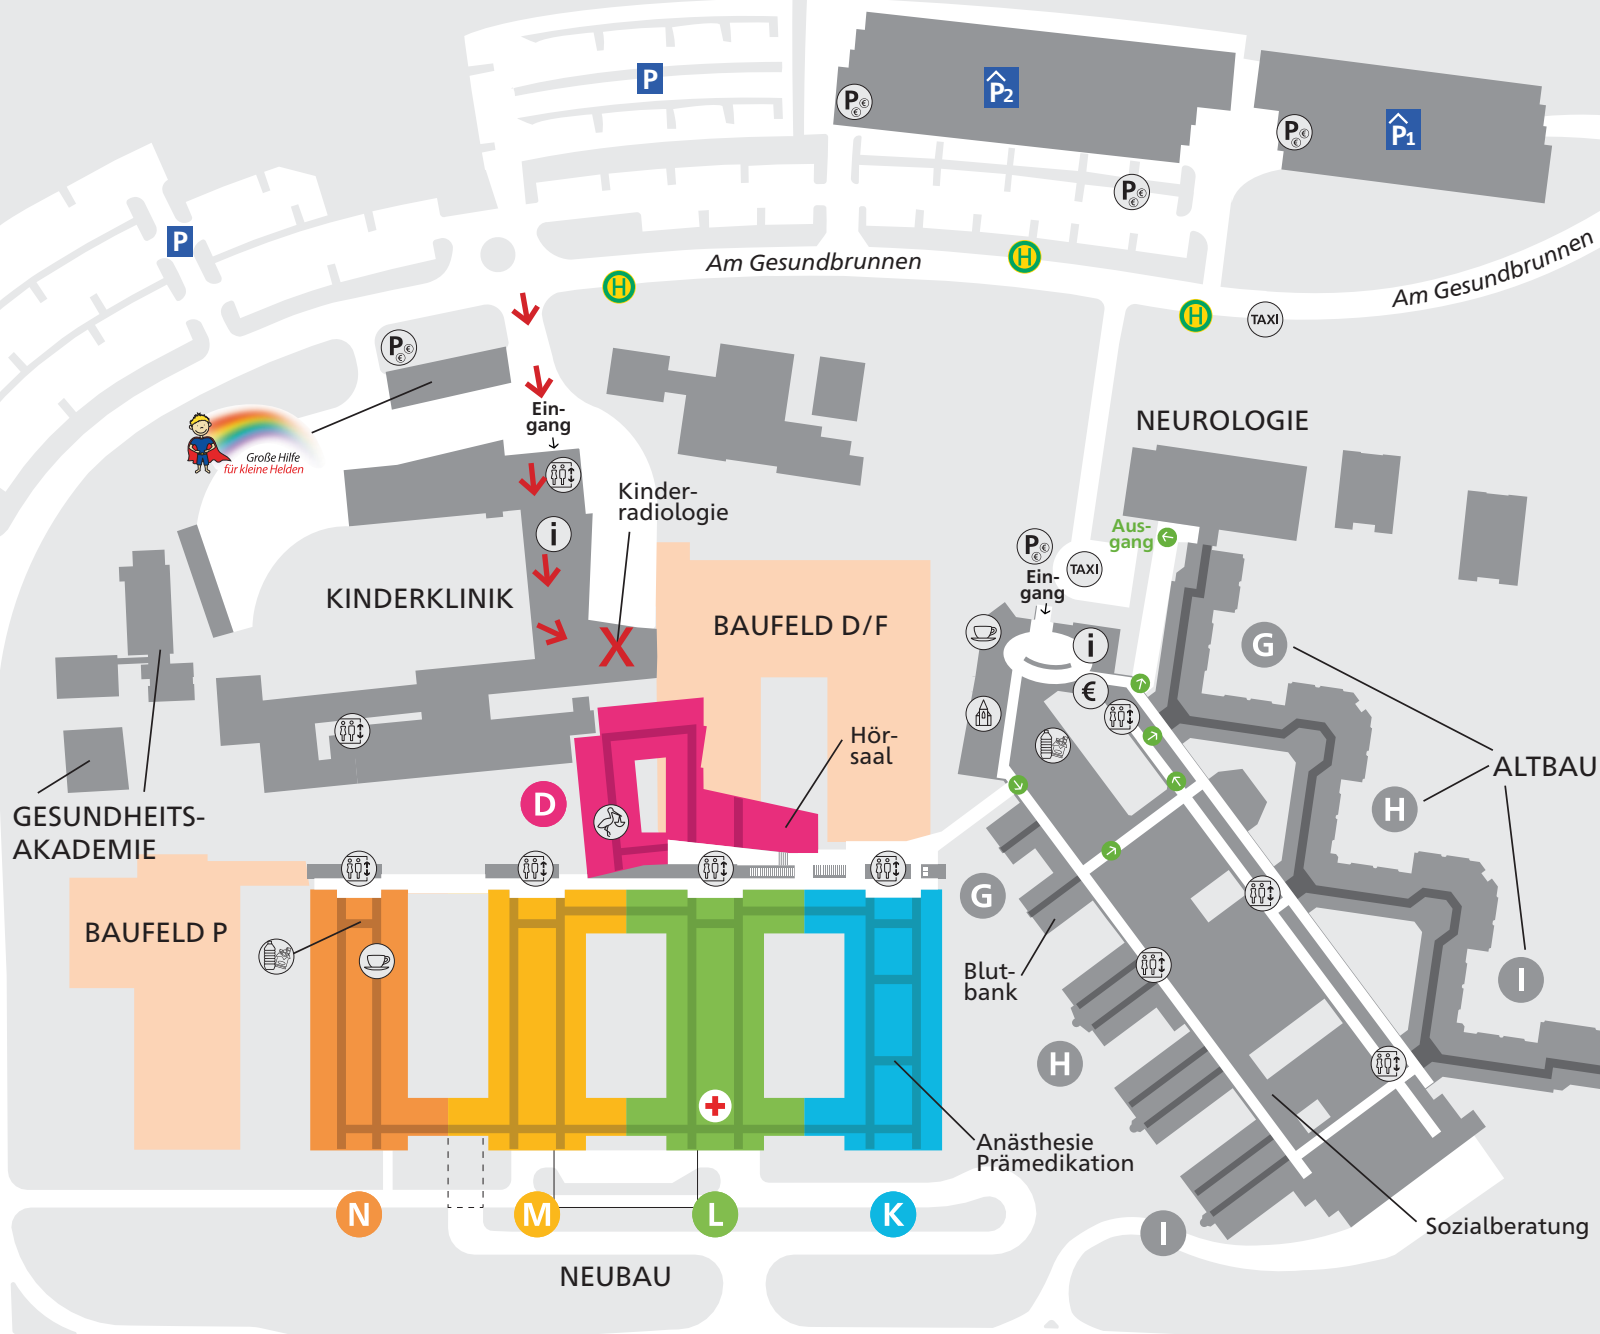 P
P2
P1
P€€
P€€
P€€
P
Am Gesundbrunnen
Am Gesundbrunnen
H
H
H
TAXI
P€€
Große Hilfe
für kleine Helden
Ein-
gang
NEUROLOGIE
Kinder-
radiologie
i
X
KINDERKLINIK
BAUFELD D/F
Aus-
gang
P€€
TAXI
Ein-
gang
i
€
G
H
I
ALTBAU
Hör-
saal
D
GESUNDHEITS-
AKADEMIE
BAUFELD P
G
H
I
Blut-
bank
Anästhesie
Prämedikation
Sozialberatung
N
M
L
K
NEUBAU